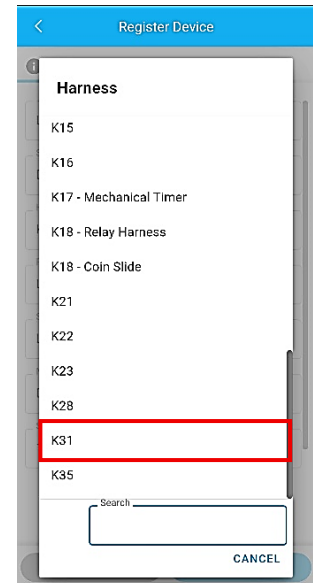 Register Device
Harness
K15
K16
K17 - Mechanical Timer
K18 - Relay Harness
K18 - Coin Slide
K21
K22
K23
K28
K31
K35
Search
CANCEL